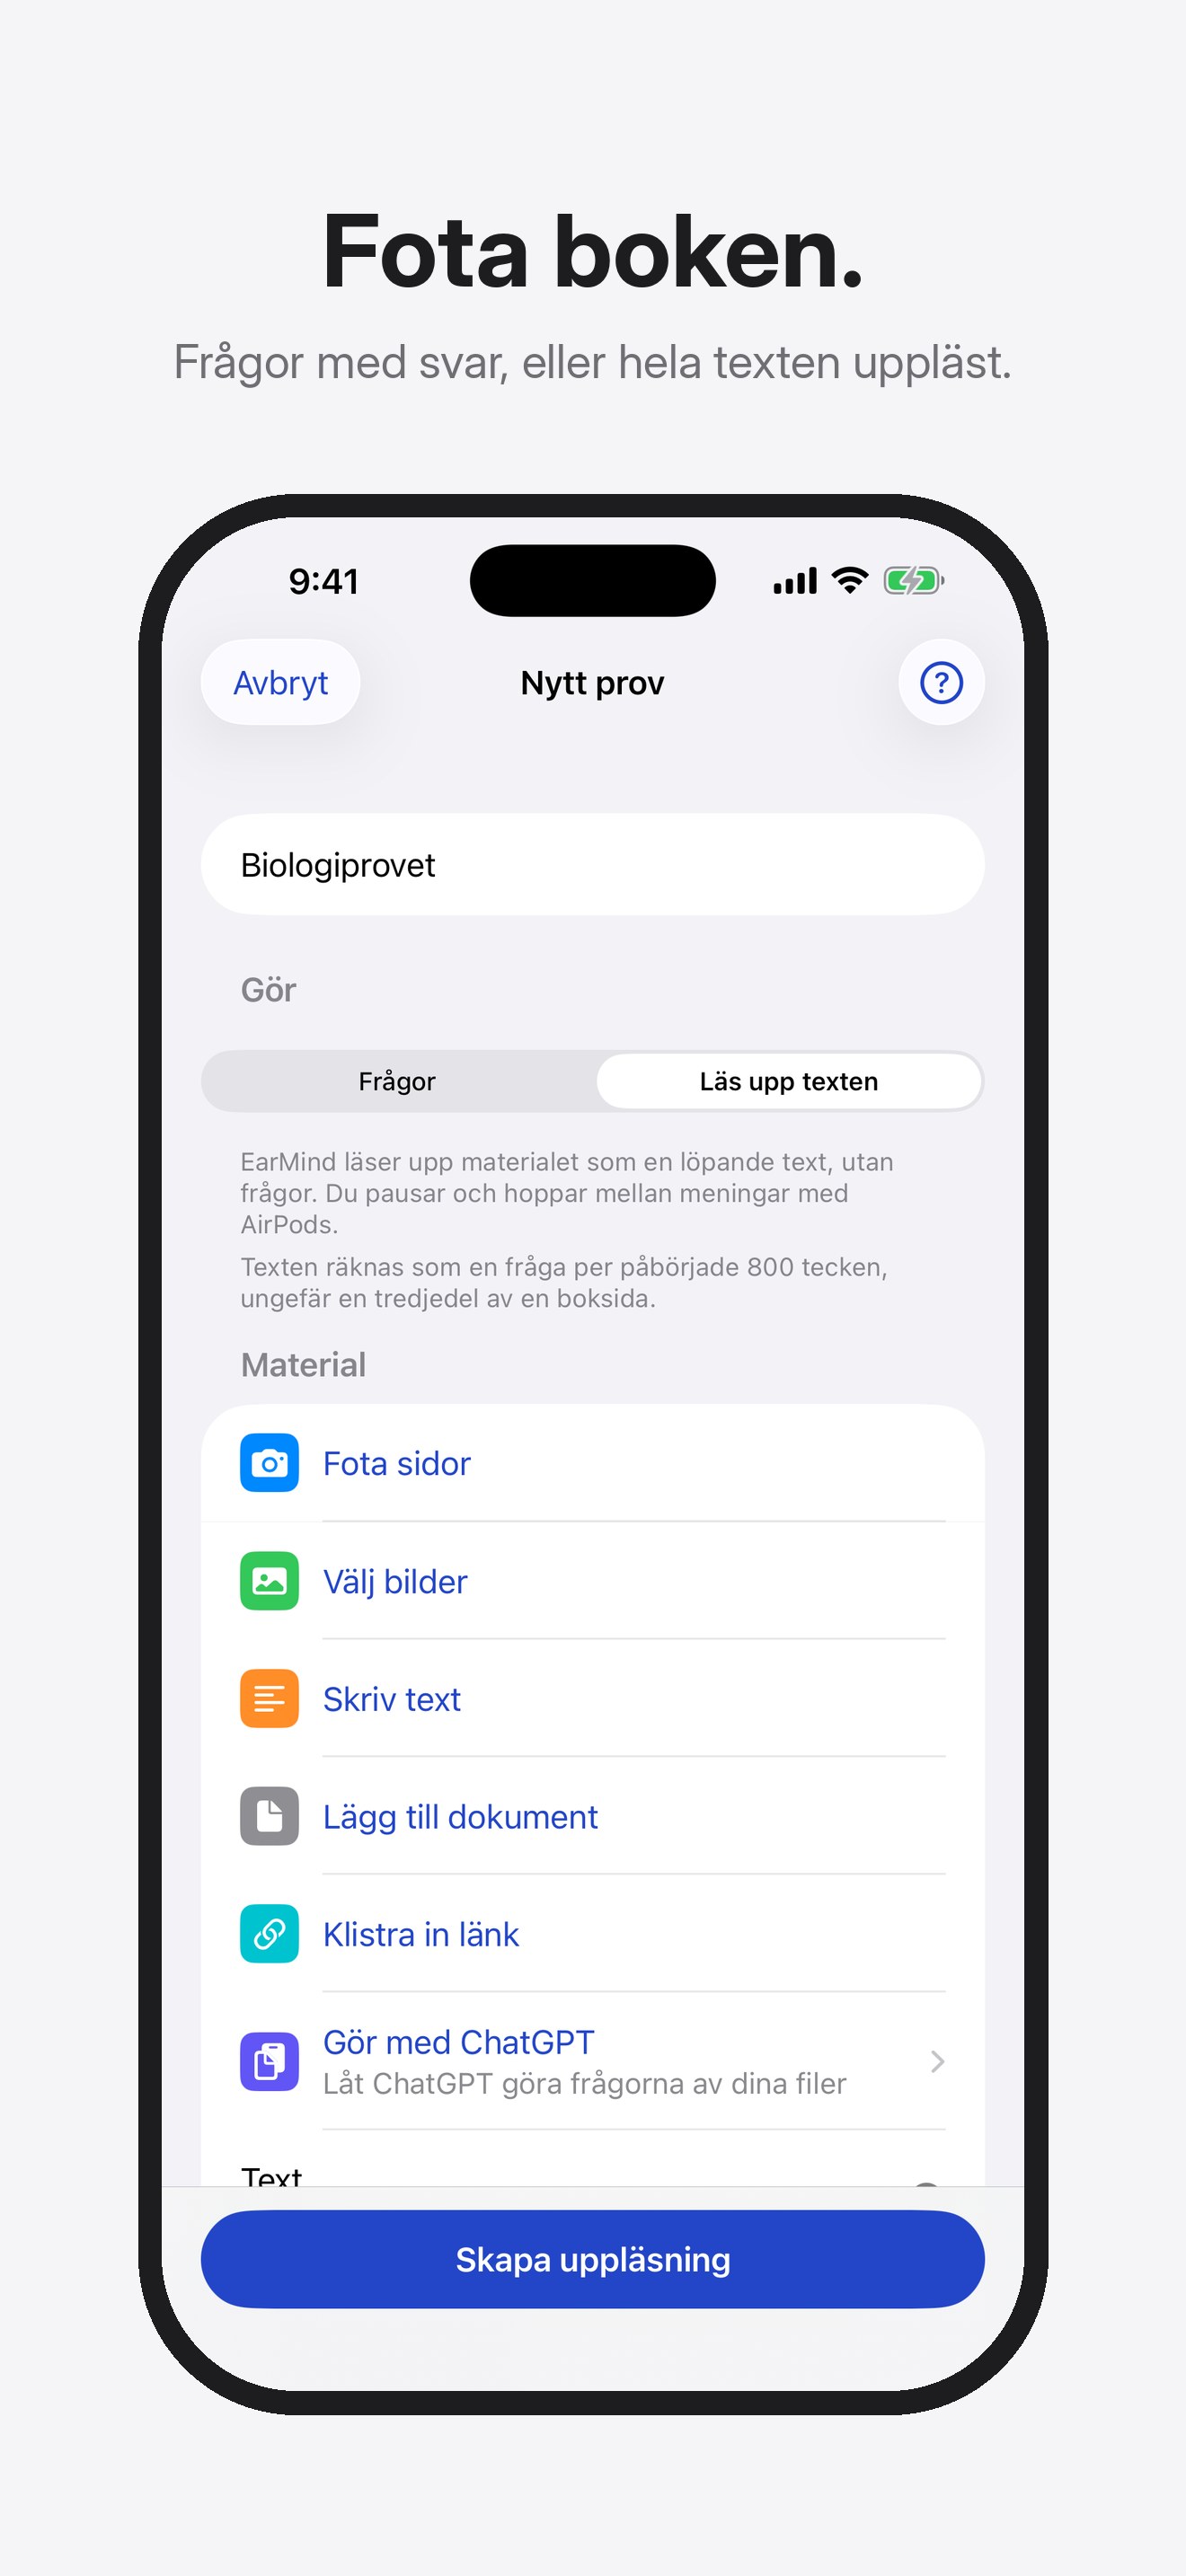 Fota boken.
Frågor med svar, eller hela texten uppläst.
9:41
Avbryt
Nytt prov
?
Biologiprovet
Gör
Frågor
Läs upp texten
EarMind läser upp materialet som en löpande text, utan
frågor. Du pausar och hoppar mellan meningar med
AirPods.
Texten räknas som en fråga per påbörjade 800 tecken,
ungefär en tredjedel av en boksida.
Material
Fota sidor
Välj bilder
Skriv text
Lägg till dokument
Klistra in länk
Gör med ChatGPT
Låt ChatGPT göra frågorna av dina filer
Text
Skapa uppläsning